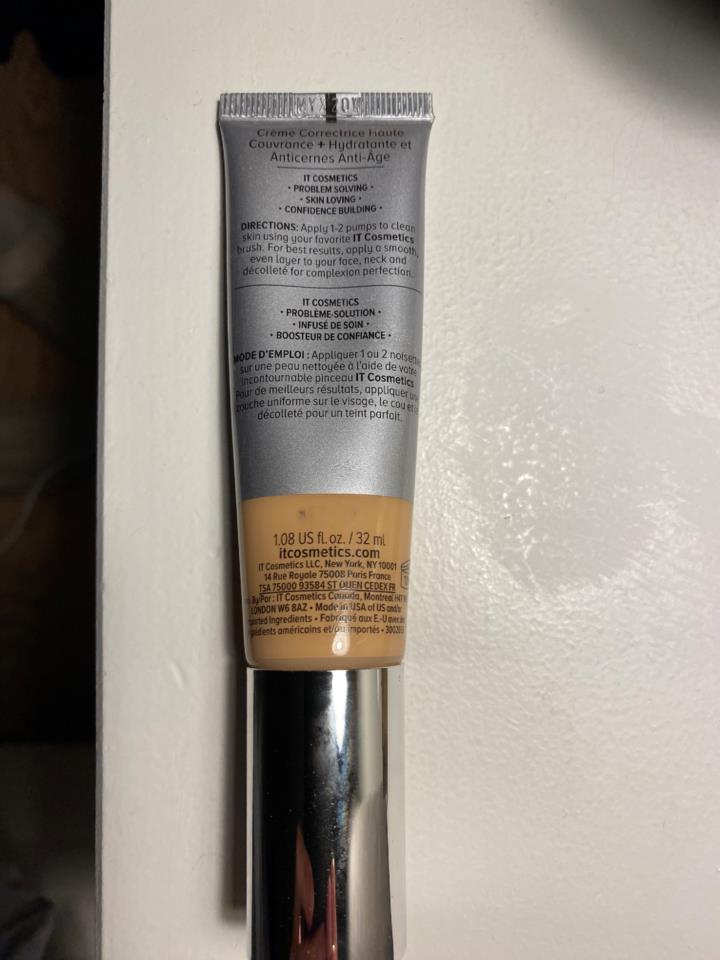 Crème Correctrice Haute
Couvrance + Hydratante et
Anticernes Anti-Âge
IT COSMETICS
• PROBLEM SOLVING •
• SKIN LOVING •
• CONFIDENCE BUILDING •
DIRECTIONS: Apply 1-2 pumps to clean
skin using your favorite IT Cosmetics
brush. For best results, apply a smooth,
even layer to your face, neck and
décolleté for complexion perfection.
IT COSMETICS
• PROBLÈME-SOLUTION •
• INFUSÉ DE SOIN •
• BOOSTEUR DE CONFIANCE •
MODE D'EMPLOI : Appliquer 1 ou 2
sur une peau nettoyée à l'aide de votre
incontournable pinceau IT Cosmetics
Pour de meilleurs résultats, appliquer
couche uniforme sur le visage, le cou et
décolleté pour un teint parfait.
1.08 US fl. oz. / 32 mL
itcosmetics.com
IT Cosmetics LLC, New York, NY 10001
14 Rue Royale 75008 Paris France
TSA 75000 93584 ST OUEN CEDEX FR
By/Par : IT Cosmetics Canada, Montreal
LONDON W6 8AZ • Made in USA of US and/or
Ingredients • Fabriqué aux É.-U avec
américains et/ou importés •